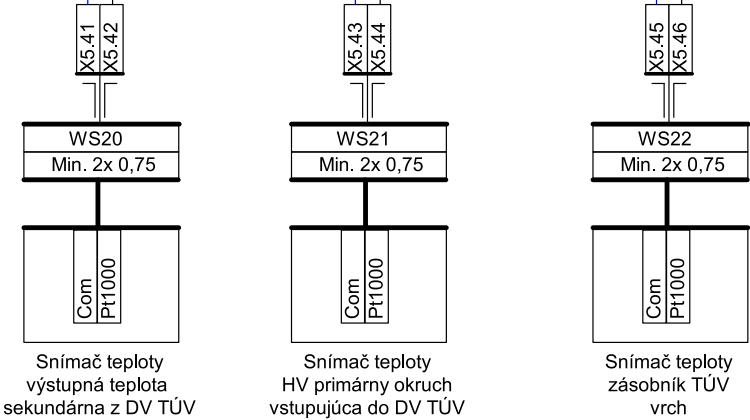 X5.41
X5.42
X5.43
X5.44
X5.45
X5.46
WS20
WS21
WS22
Min. 2x 0,75
Min. 2x 0,75
Min. 2x 0,75
Com
Pt1000
Com
Pt1000
Com
Pt1000
Snímač teploty
výstupná teplota
sekundárna z DV TÚV
Snímač teploty
HV primárny okruch
vstupujúca do DV TÚV
Snímač teploty
zásobník TÚV
vrch